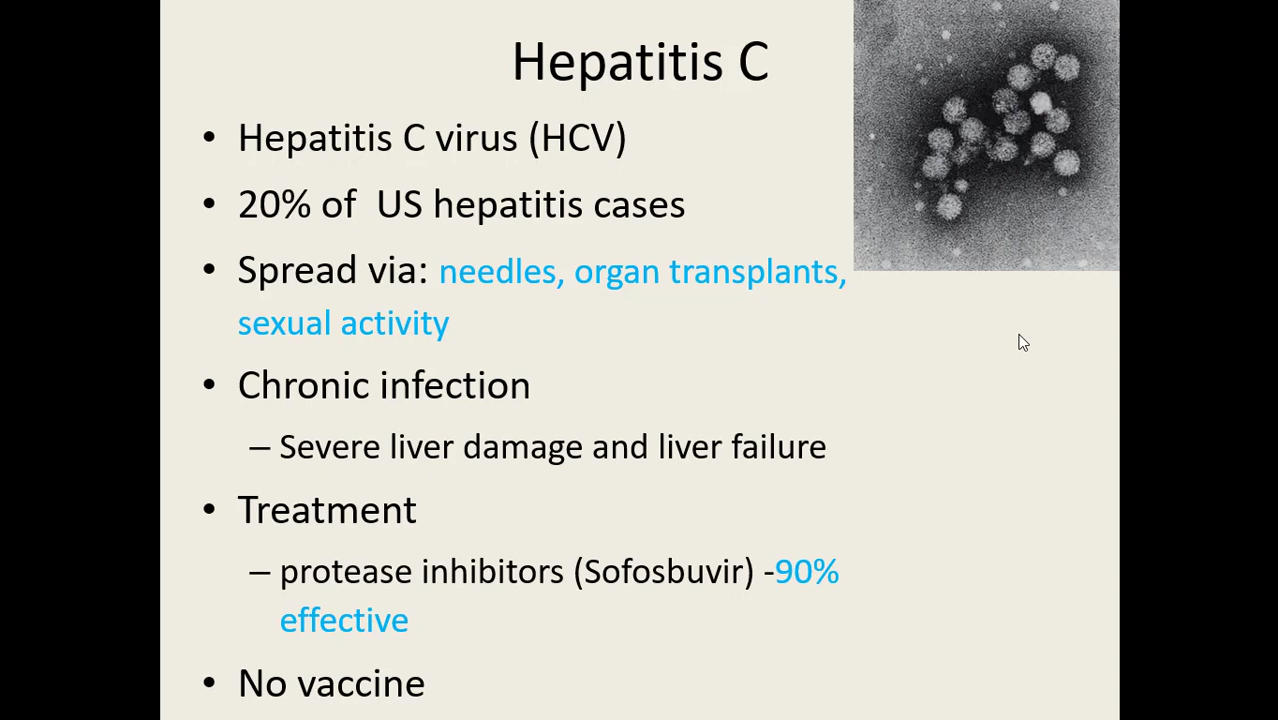 Hepatitis C
• Hepatitis C virus (HCV)
• 20% of  US hepatitis cases
• Spread via: needles, organ transplants,
sexual activity
• Chronic infection
– Severe liver damage and liver failure
• Treatment
– protease inhibitors (Sofosbuvir) -90%
effective
• No vaccine